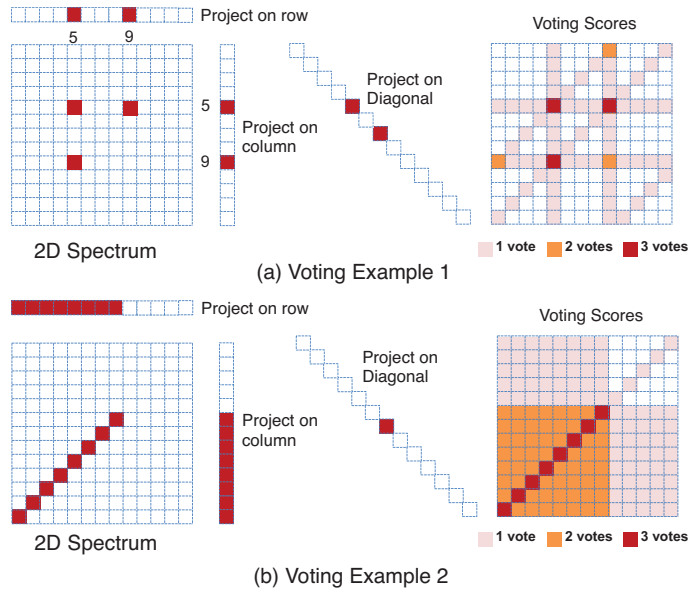 Project on row
5 9
Voting Scores
Project on
Diagonal
5
Project on
column
9
2D Spectrum
1 vote 2 votes 3 votes
(a) Voting Example 1
Project on row
Voting Scores
Project on
Diagonal
Project on
column
2D Spectrum
1 vote 2 votes 3 votes
(b) Voting Example 2